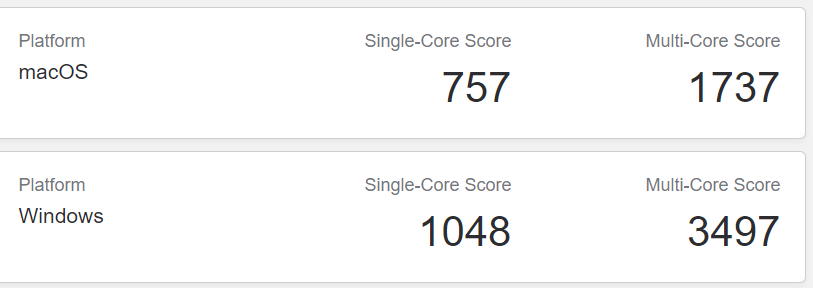 Platform Single-Core Score Multi-Core Score
macOS 757 1737
Platform Single-Core Score Multi-Core Score
Windows 1048 3497